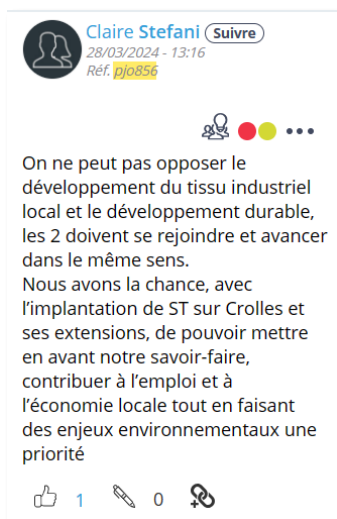 Claire Stefani Suivre
28/03/2024 - 13:16
Réf. pjo856
On ne peut pas opposer le
développement du tissu industriel
local et le développement durable,
les 2 doivent se rejoindre et avancer
dans le même sens.
Nous avons la chance, avec
l’implantation de ST sur Crolles et
ses extensions, de pouvoir mettre
en avant notre savoir-faire,
contribuer à l’emploi et à
l’économie locale tout en faisant
des enjeux environnementaux une
priorité
1 0